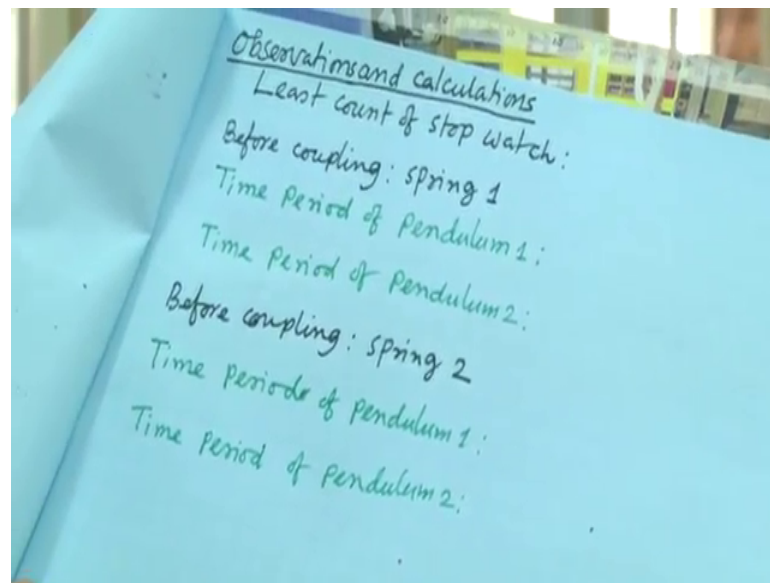 Observations and calculations
Least count of stop watch:
Before coupling: spring 1
Time Period of Pendulum 1:
Time Period of Pendulum 2:
Before coupling: spring 2
Time Periods of Pendulum 1:
Time Period of Pendulum 2: